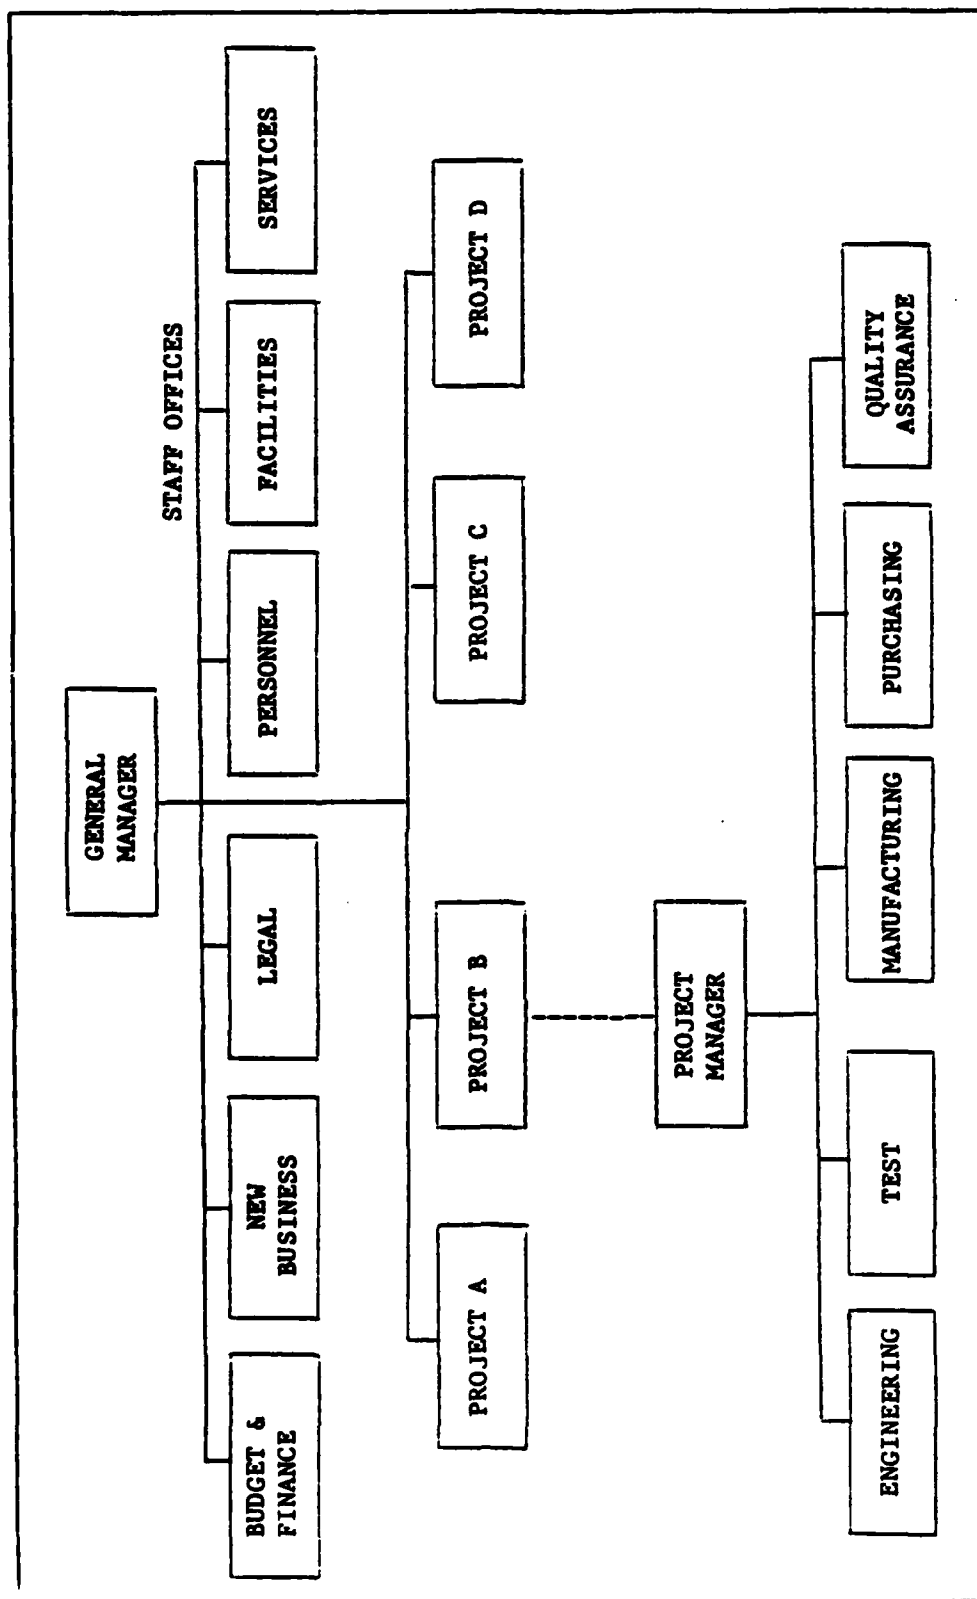 GENERAL
MANAGER
STAFF OFFICES
BUDGET &
FINANCE
NEW
BUSINESS
LEGAL
PERSONNEL
FACILITIES
SERVICES
PROJECT A
PROJECT B
PROJECT C
PROJECT D
PROJECT
MANAGER
ENGINEERING
TEST
MANUFACTURING
PURCHASING
QUALITY
ASSURANCE